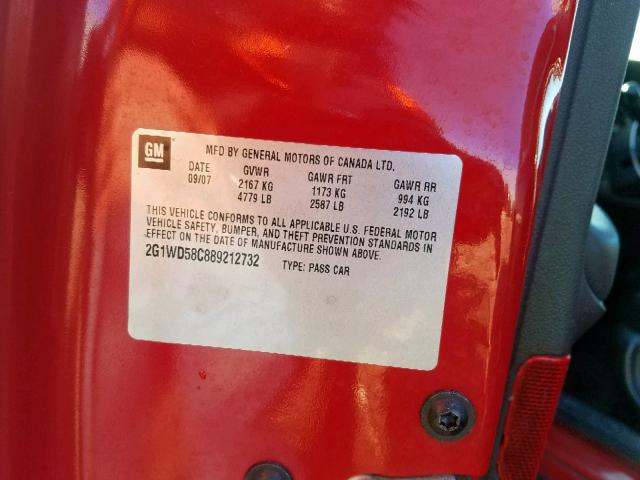 GM MFD BY GENERAL MOTORS OF CANADA LTD.
DATE GVWR GAWR FRT GAWR RR
09/07 2167 KG 1173 KG 994 KG
4779 LB 2587 LB 2192 LB
THIS VEHICLE CONFORMS TO ALL APPLICABLE U.S. FEDERAL MOTOR
VEHICLE SAFETY, BUMPER, AND THEFT PREVENTION STANDARDS IN
EFFECT ON THE DATE OF MANUFACTURE SHOWN ABOVE.
2G1WD58C889212732 TYPE: PASS CAR